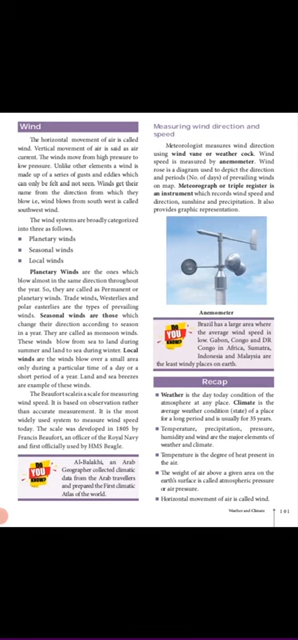 Wind
The horizontal movement of air is called
wind. Vertical movement of air is said as air
current. The winds move from high pressure to
low pressure. Unlike other elements a wind is
made up of a series of gusts and eddies which
can only be felt and not seen. Winds get their
name from the direction from which they
blow i.e, wind blows from south west is called
southwest wind.
The wind systems are broadly categorized
into three as follows.
■ Planetary winds
■ Seasonal winds
■ Local winds
Planetary Winds are the ones which
blow almost in the same direction throughout
the year. So, they are called as Permanent or
planetary winds. Trade winds, Westerlies and
polar easterlies are the types of prevailing
winds. Seasonal winds are those which
change their direction according to season
in a year. They are called as monsoon winds.
These winds blow from sea to land during
summer and land to sea during winter. Local
winds are the winds blow over a small area
only during a particular time of a day or a
short period of a year. Land and sea breezes
are example of these winds.
The Beaufort scale is a scale for measuring
wind speed. It is based on observation rather
than accurate measurement. It is the most
widely used system to measure wind speed
today. The scale was developed in 1805 by
Francis Beaufort, an officer of the Royal Navy
and first officially used by HMS Beagle.
DO YOU KNOW?
Al-Balakhi, an Arab
Geographer collected climatic
data from the Arab travellers
and prepared the First climatic
Atlas of the world.
Measuring wind direction and
speed
Meteorologist measures wind direction
using wind vane or weather cock. Wind
speed is measured by anemometer. Wind
rose is a diagram used to depict the direction
and periods (No. of days) of prevailing winds
on map. Meteorograph or triple register is
an instrument which records wind speed and
direction, sunshine and precipitation. It also
provides graphic representation.
Anemometer
DO YOU KNOW?
Brazil has a large area where
the average wind speed is
low. Gabon, Congo and DR
Congo in Africa, Sumatra,
Indonesia and Malaysia are
the least windy places on earth.
Recap
■ Weather is the day today condition of the
atmosphere at any place. Climate is the
average weather condition (state) of a place
for a long period and is usually for 35 years.
■ Temperature, precipitation, pressure,
humidity and wind are the major elements of
weather and climate.
■ Temperature is the degree of heat present in
the air.
■ The weight of air above a given area on the
earth's surface is called atmospheric pressure
or air pressure.
■ Horizontal movement of air is called wind.
Weather and Climate
181